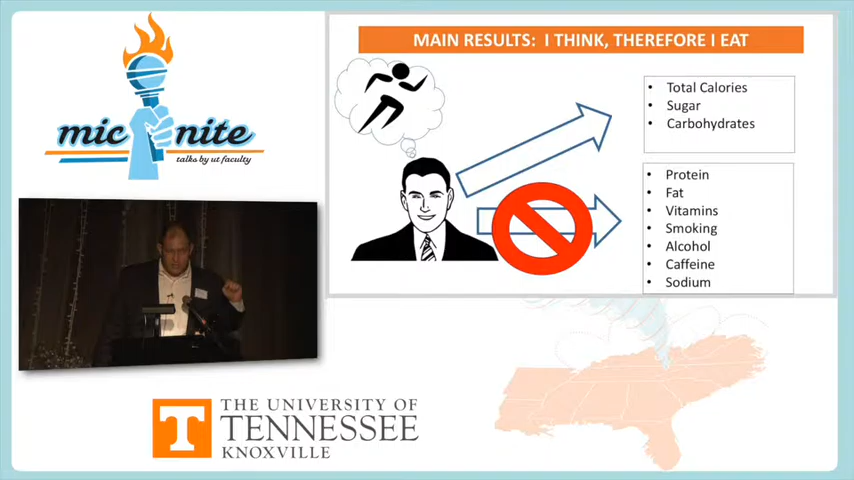 mic nite
talks by ut faculty
MAIN RESULTS: I THINK, THEREFORE I EAT
• Total Calories
• Sugar
• Carbohydrates
• Protein
• Fat
• Vitamins
• Smoking
• Alcohol
• Caffeine
• Sodium
T
THE UNIVERSITY OF
TENNESSEE
KNOXVILLE